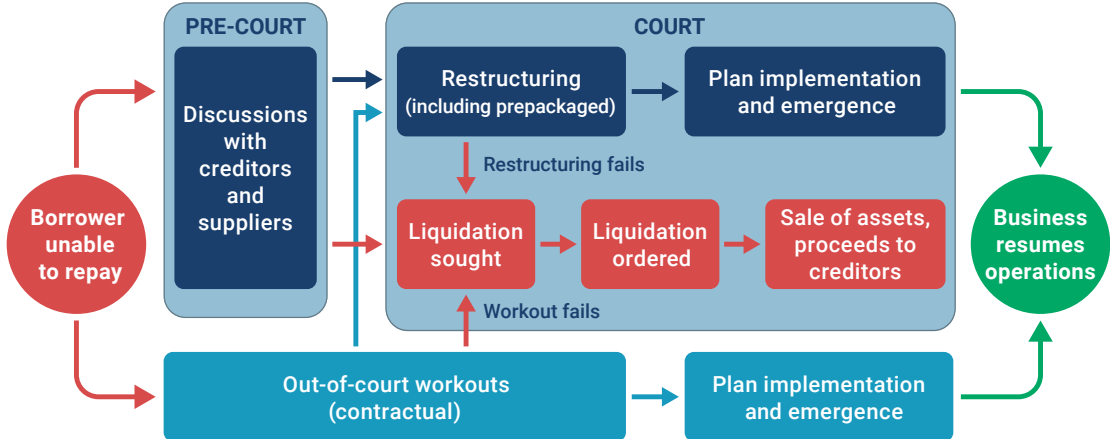 PRE-COURT
COURT
Discussions
with
creditors
and
suppliers
Restructuring
(including prepackaged)
Plan implementation
and emergence
Restructuring fails
Borrower
unable
to repay
Liquidation
sought
Liquidation
ordered
Sale of assets,
proceeds to
creditors
Business
resumes
operations
Workout fails
Out-of-court workouts
(contractual)
Plan implementation
and emergence